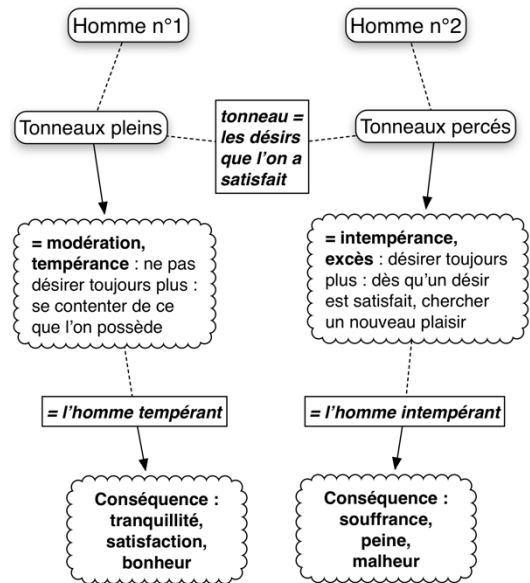 Homme n°1
Homme n°2
Tonneaux pleins
tonneau =
les désirs
que l'on a
satisfait
Tonneaux percés
= modération,
tempérance : ne pas
désirer toujours plus :
se contenter de ce
que l'on possède
= intempérance,
excès : désirer toujours
plus : dès qu'un désir
est satisfait, chercher
un nouveau plaisir
= l'homme tempérant
= l'homme intempérant
Conséquence :
tranquillité,
satisfaction,
bonheur
Conséquence :
souffrance,
peine,
malheur